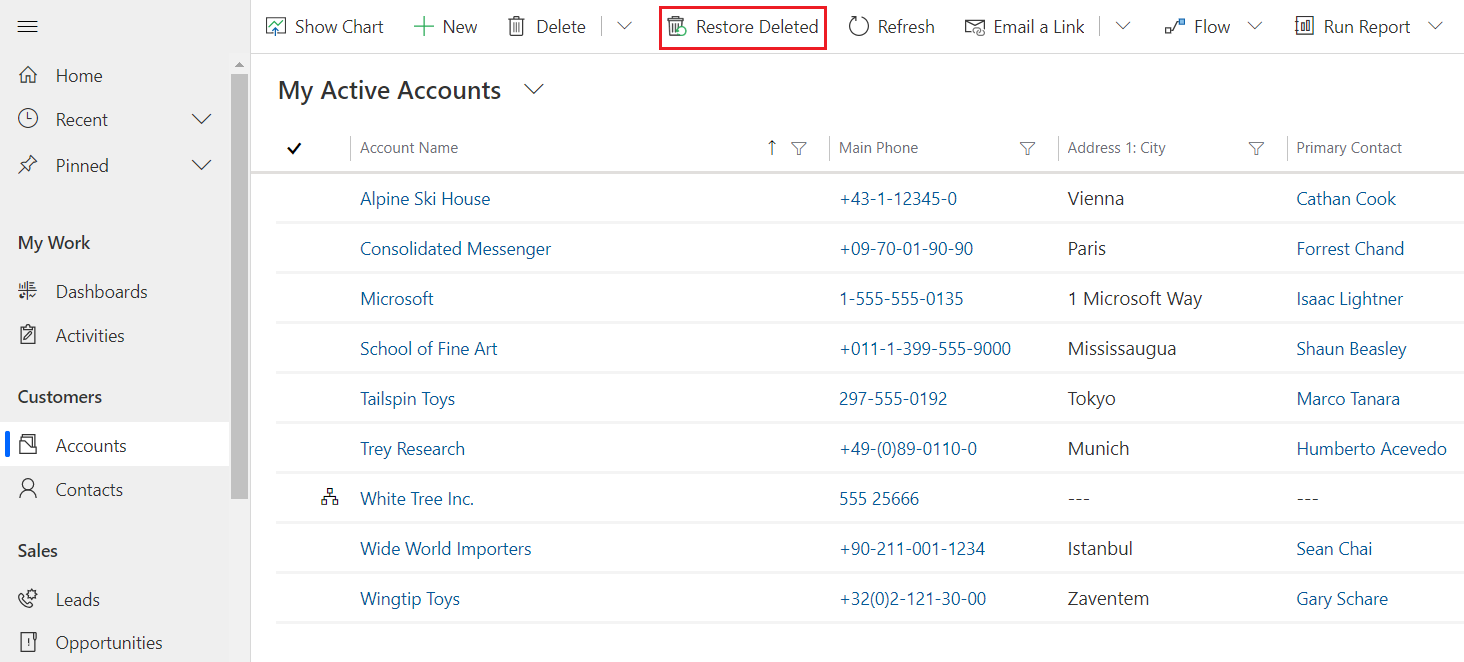 Show Chart New Delete Restore Deleted Refresh Email a Link Flow Run Report
Home
Recent
Pinned
My Work
Dashboards
Activities
Customers
Accounts
Contacts
Sales
Leads
Opportunities
My Active Accounts
Account Name Main Phone Address 1: City Primary Contact
Alpine Ski House +43-1-12345-0 Vienna Cathan Cook
Consolidated Messenger +09-70-01-90-90 Paris Forrest Chand
Microsoft 1-555-555-0135 1 Microsoft Way Isaac Lightner
School of Fine Art +011-1-399-555-9000 Mississaugua Shaun Beasley
Tailspin Toys 297-555-0192 Tokyo Marco Tanara
Trey Research +49-(0)89-0110-0 Munich Humberto Acevedo
White Tree Inc. 555 25666 --- ---
Wide World Importers +90-211-001-1234 Istanbul Sean Chai
Wingtip Toys +32(0)2-121-30-00 Zaventem Gary Schare